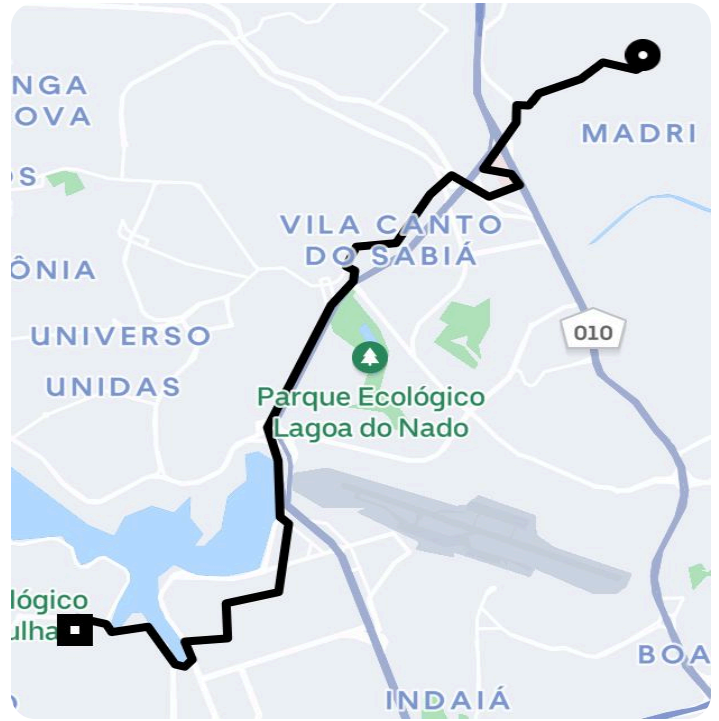 NGA
OVA
MADRI
OS
VILA CANTO
DO SABIÁ
ÔNIA
010
UNIVERSO
UNIDAS
Parque Ecológico
Lagoa do Nado
lógico
ulha
BOA
INDAIÁ